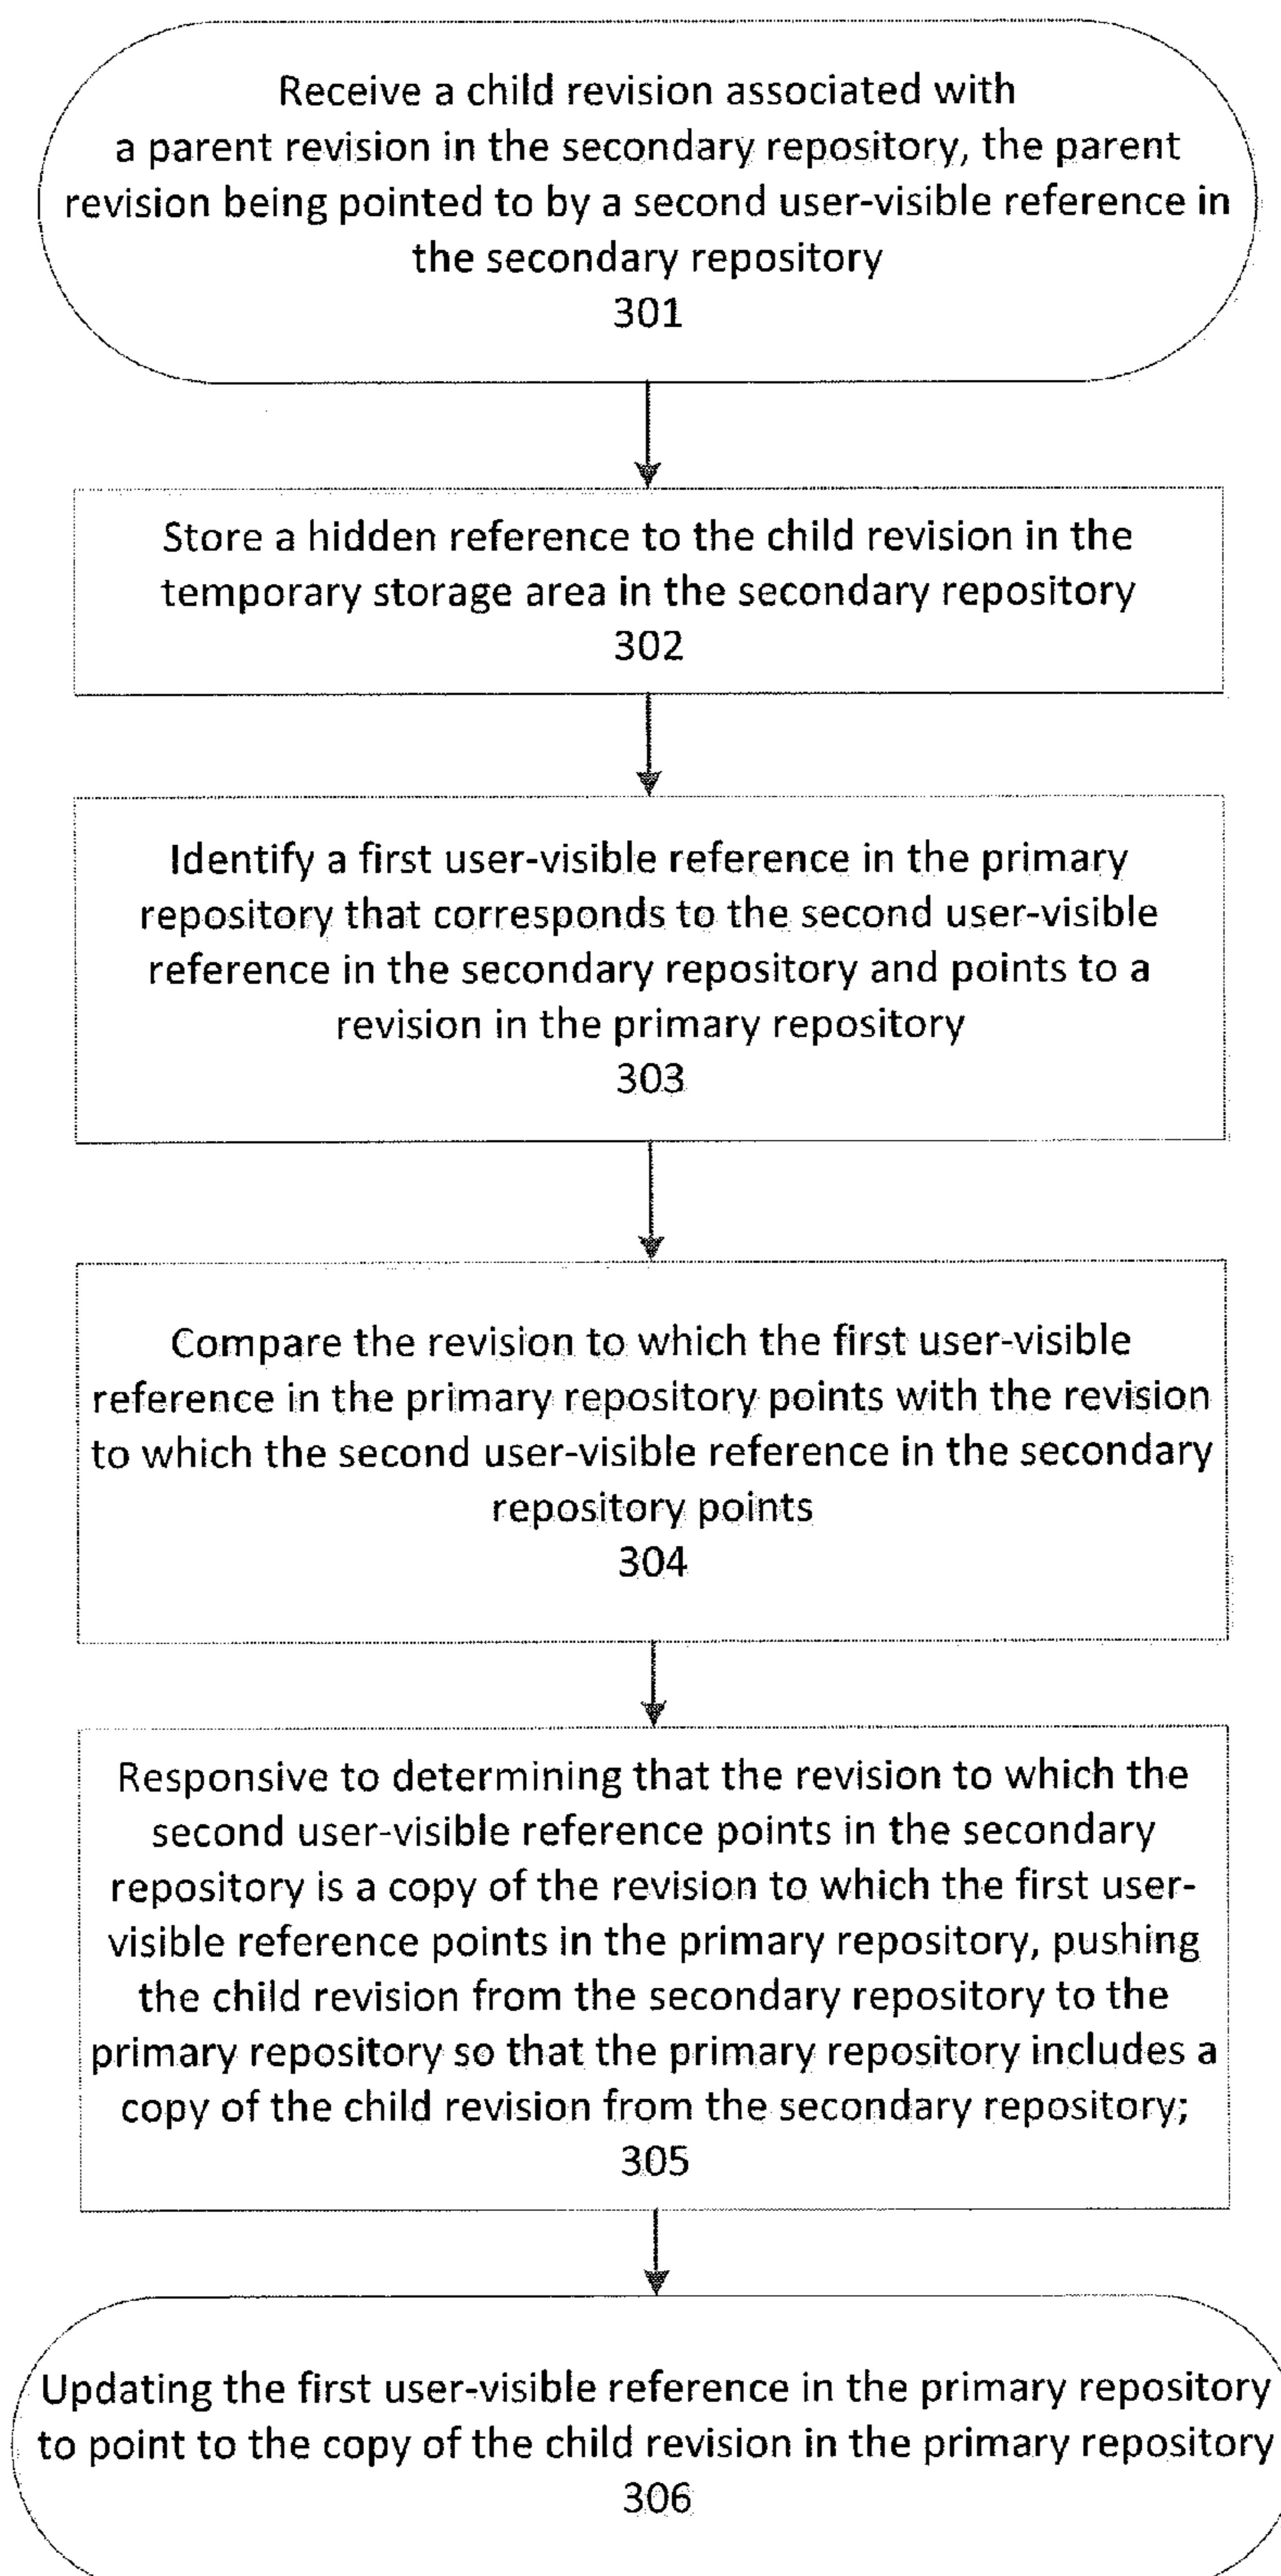 Receive a child revision associated with
a parent revision in the secondary repository, the parent
revision being pointed to by a second user-visible reference in
the secondary repository
301
Store a hidden reference to the child revision in the
temporary storage area in the secondary repository
302
Identify a first user-visible reference in the primary
repository that corresponds to the second user-visible
reference in the secondary repository and points to a
revision in the primary repository
303
Compare the revision to which the first user-visible
reference in the primary repository points with the revision
to which the second user-visible reference in the secondary
repository points
304
Responsive to determining that the revision to which the
second user-visible reference points in the secondary
repository is a copy of the revision to which the first user-
visible reference points in the primary repository, pushing
the child revision from the secondary repository to the
primary repository so that the primary repository includes a
copy of the child revision from the secondary repository;
305
Updating the first user-visible reference in the primary repository
to point to the copy of the child revision in the primary repository
306